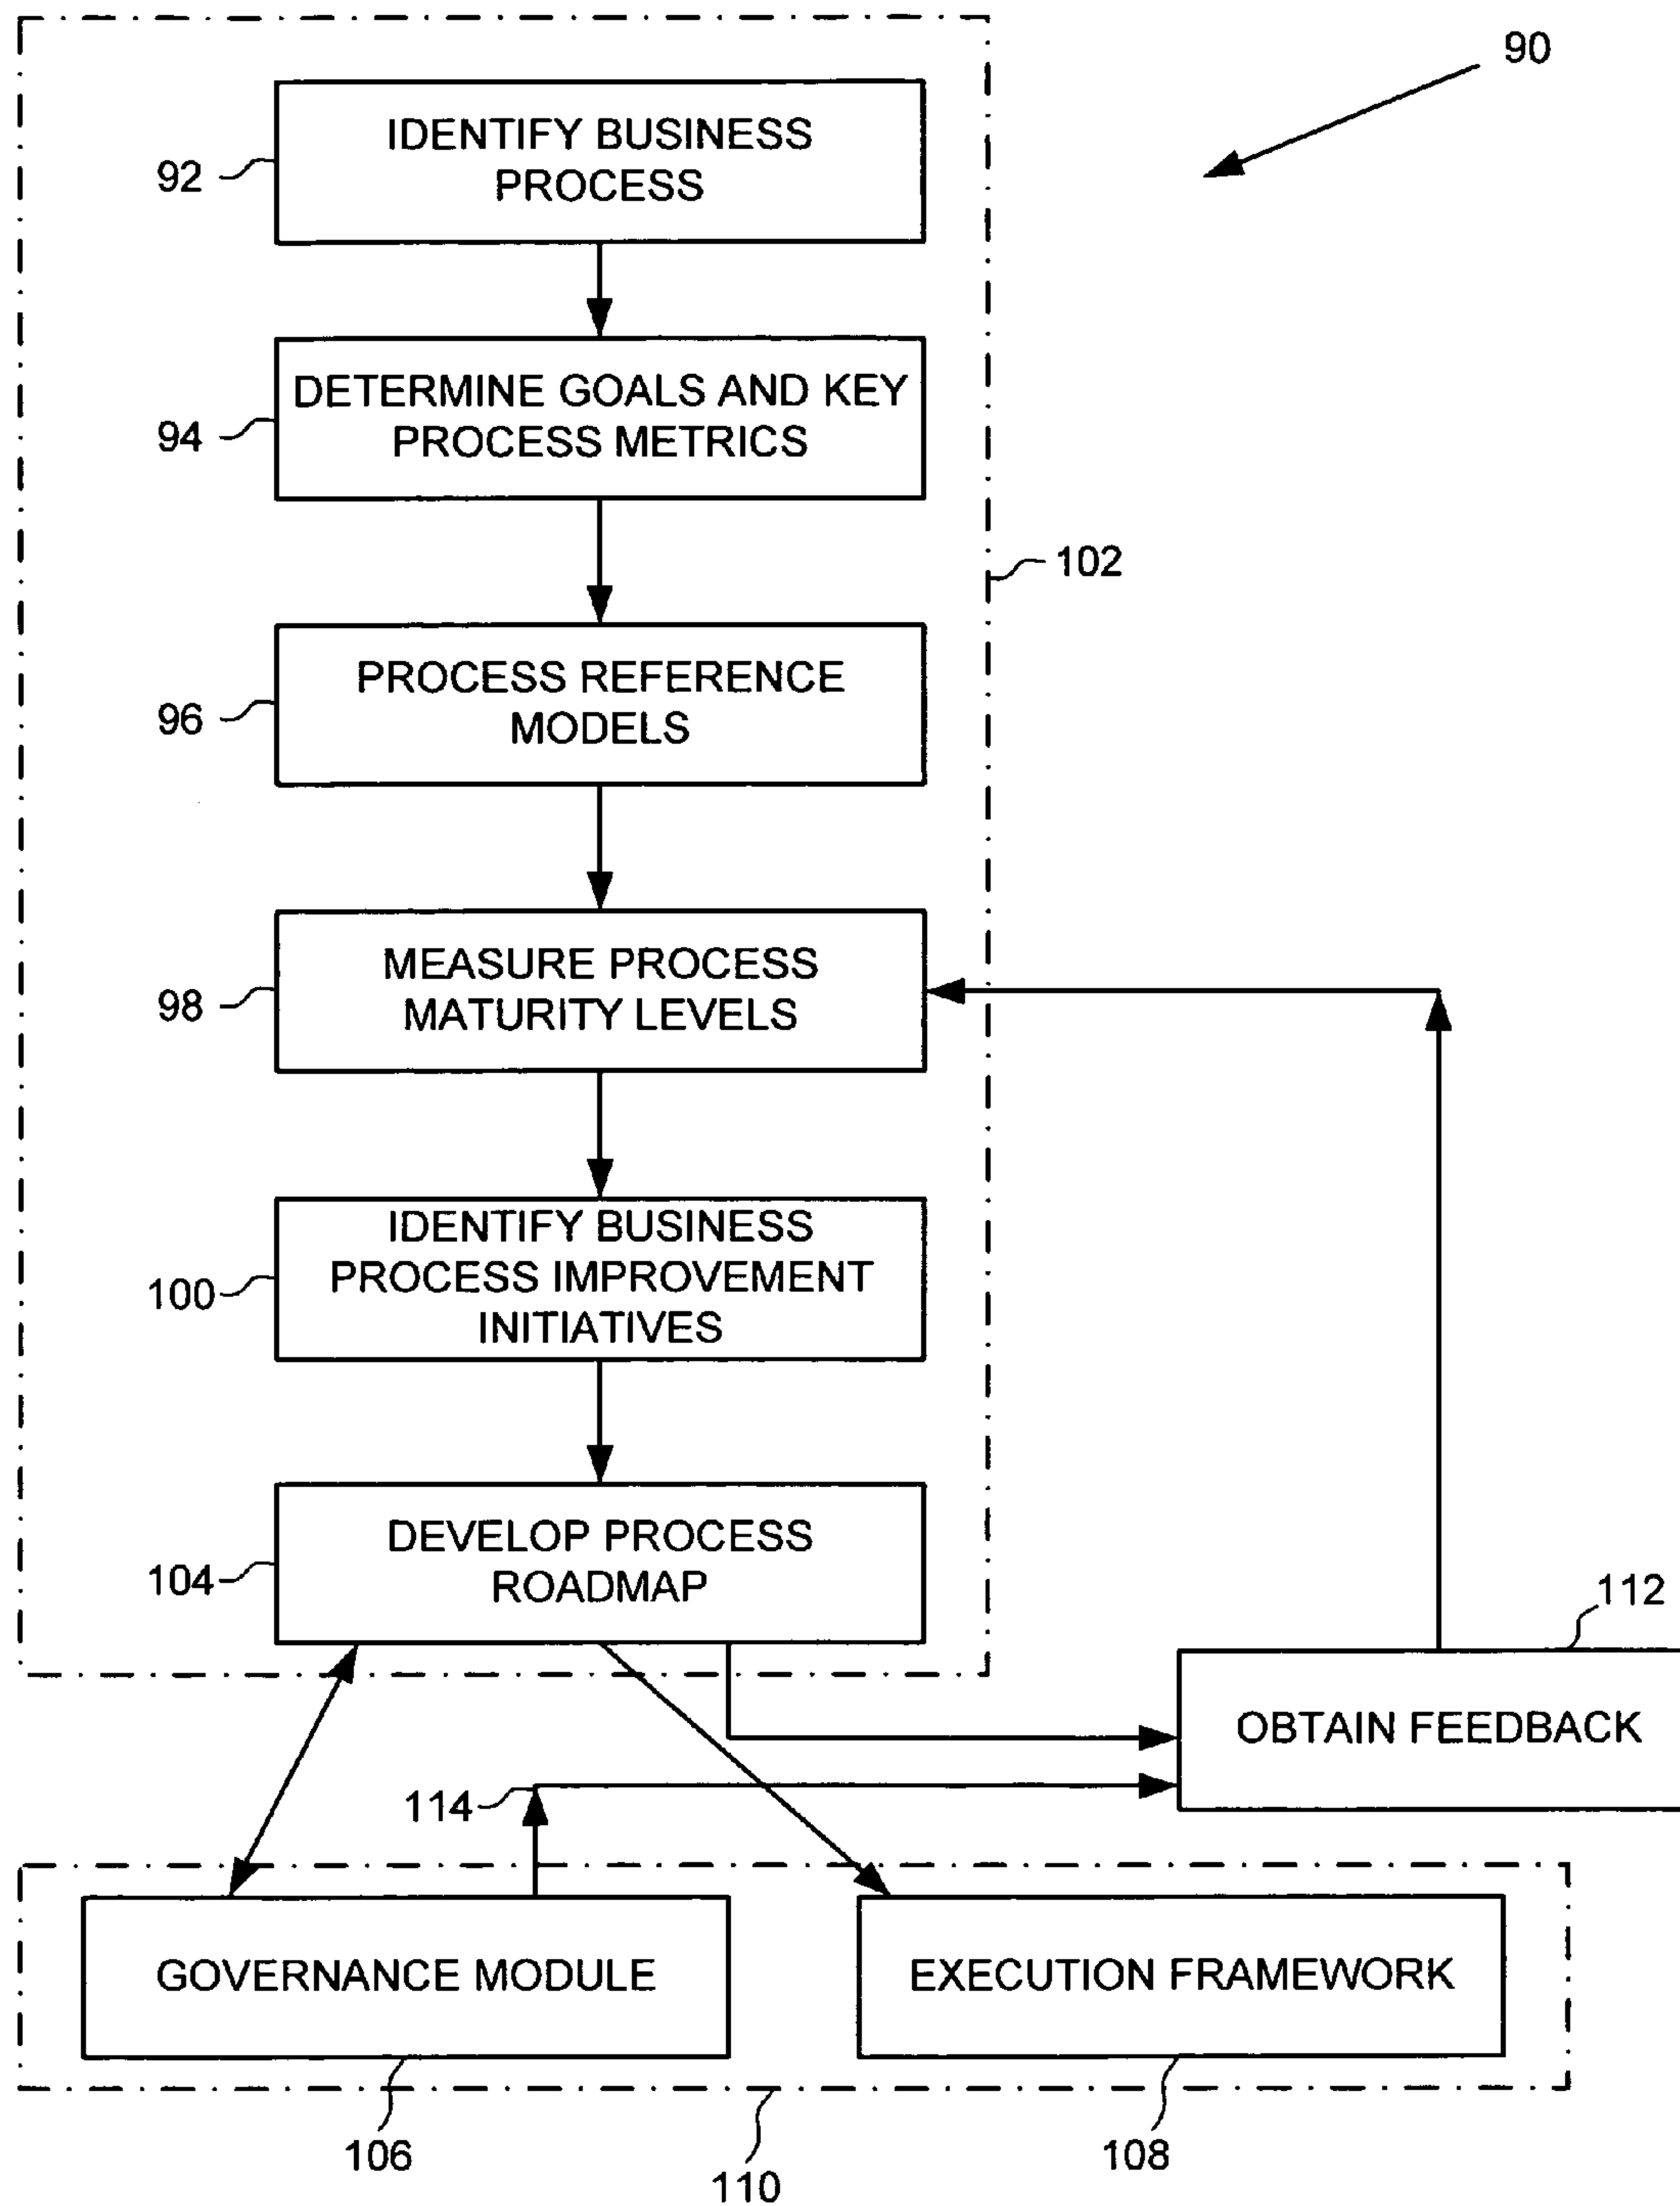 90
IDENTIFY BUSINESS
PROCESS
92
DETERMINE GOALS AND KEY
PROCESS METRICS
94
102
PROCESS REFERENCE
MODELS
96
MEASURE PROCESS
MATURITY LEVELS
98
IDENTIFY BUSINESS
PROCESS IMPROVEMENT
INITIATIVES
100
DEVELOP PROCESS
ROADMAP
104
112
OBTAIN FEEDBACK
114
GOVERNANCE MODULE
EXECUTION FRAMEWORK
106
108
110